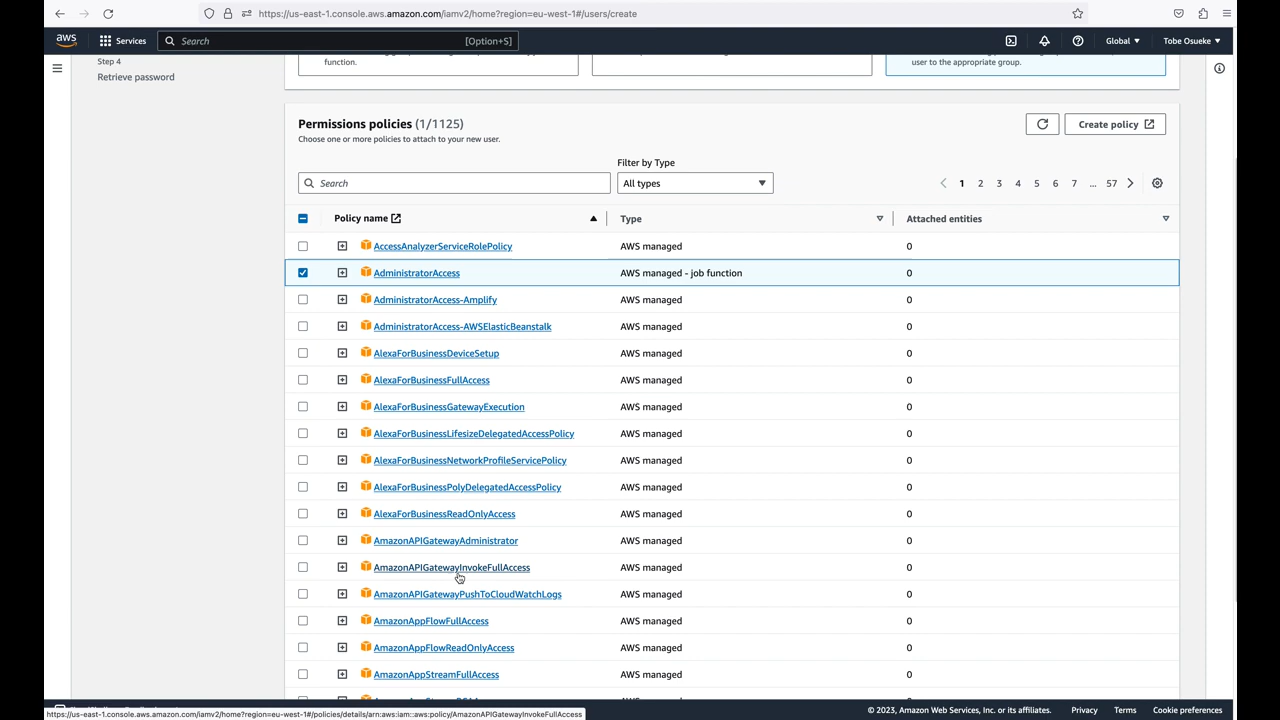 https://us-east-1.console.aws.amazon.com/iamv2/home?region=eu-west-1#/users/create
aws Services Search [Option+S] Global Tobe Osueke
Step 4
Retrieve password
function.
user to the appropriate group.
Permissions policies (1/1125)
Choose one or more policies to attach to your new user.
Create policy
Filter by Type
Search All types 1 2 3 4 5 6 7 ... 57
Policy name Type Attached entities
AccessAnalyzerServiceRolePolicy AWS managed 0
AdministratorAccess AWS managed - job function 0
AdministratorAccess-Amplify AWS managed 0
AdministratorAccess-AWSElasticBeanstalk AWS managed 0
AlexaForBusinessDeviceSetup AWS managed 0
AlexaForBusinessFullAccess AWS managed 0
AlexaForBusinessGatewayExecution AWS managed 0
AlexaForBusinessLifesizeDelegatedAccessPolicy AWS managed 0
AlexaForBusinessNetworkProfileServicePolicy AWS managed 0
AlexaForBusinessPolyDelegatedAccessPolicy AWS managed 0
AlexaForBusinessReadOnlyAccess AWS managed 0
AmazonAPIGatewayAdministrator AWS managed 0
AmazonAPIGatewayInvokeFullAccess AWS managed 0
AmazonAPIGatewayPushToCloudWatchLogs AWS managed 0
AmazonAppFlowFullAccess AWS managed 0
AmazonAppFlowReadOnlyAccess AWS managed 0
AmazonAppStreamFullAccess AWS managed 0
© 2023, Amazon Web Services, Inc. or its affiliates. Privacy Terms Cookie preferences
https://us-east-1.console.aws.amazon.com/iamv2/home?region=eu-west-1#/policies/details/arn:aws:iam::aws:policy/AmazonAPIGatewayInvokeFullAccess